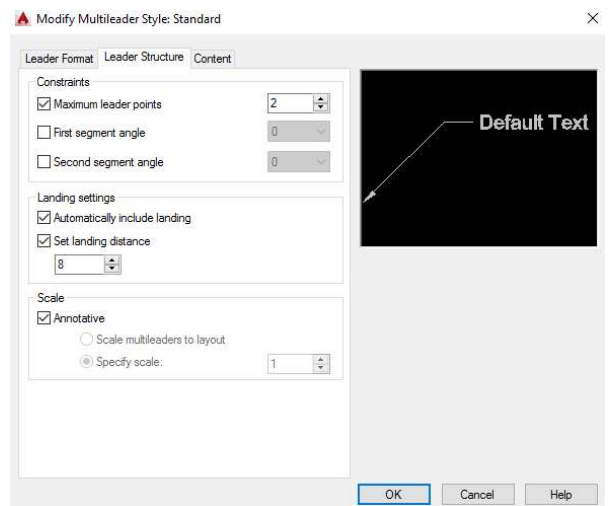 Modify Multileader Style: Standard
Leader Format Leader Structure Content
Constraints
Maximum leader points 2
First segment angle 0
Second segment angle 0
Landing settings
Automatically include landing
Set landing distance
8
Scale
Annotative
Scale multileaders to layout
Specify scale: 1
Default Text
OK Cancel Help